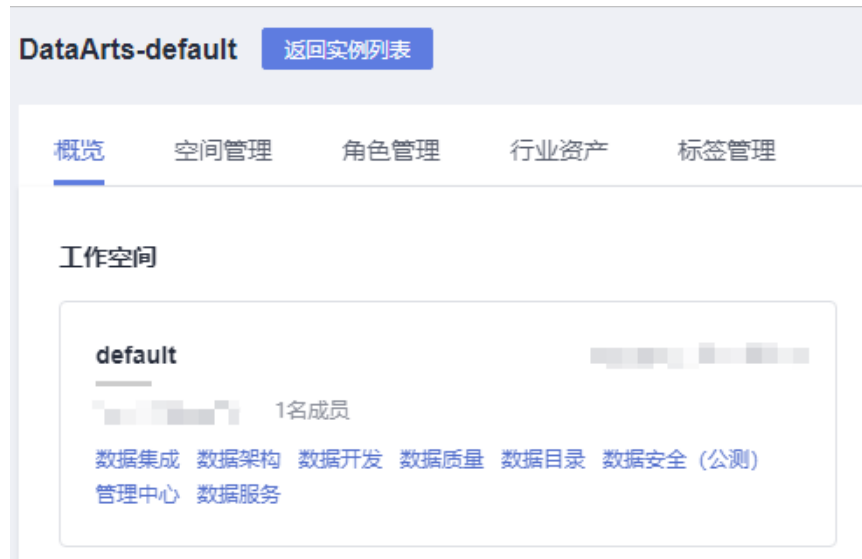 DataArts-default 返回实例列表
概览 空间管理 角色管理 行业资产 标签管理
工作空间
default
1名成员
数据集成 数据架构 数据开发 数据质量 数据目录 数据安全（公测）
管理中心 数据服务